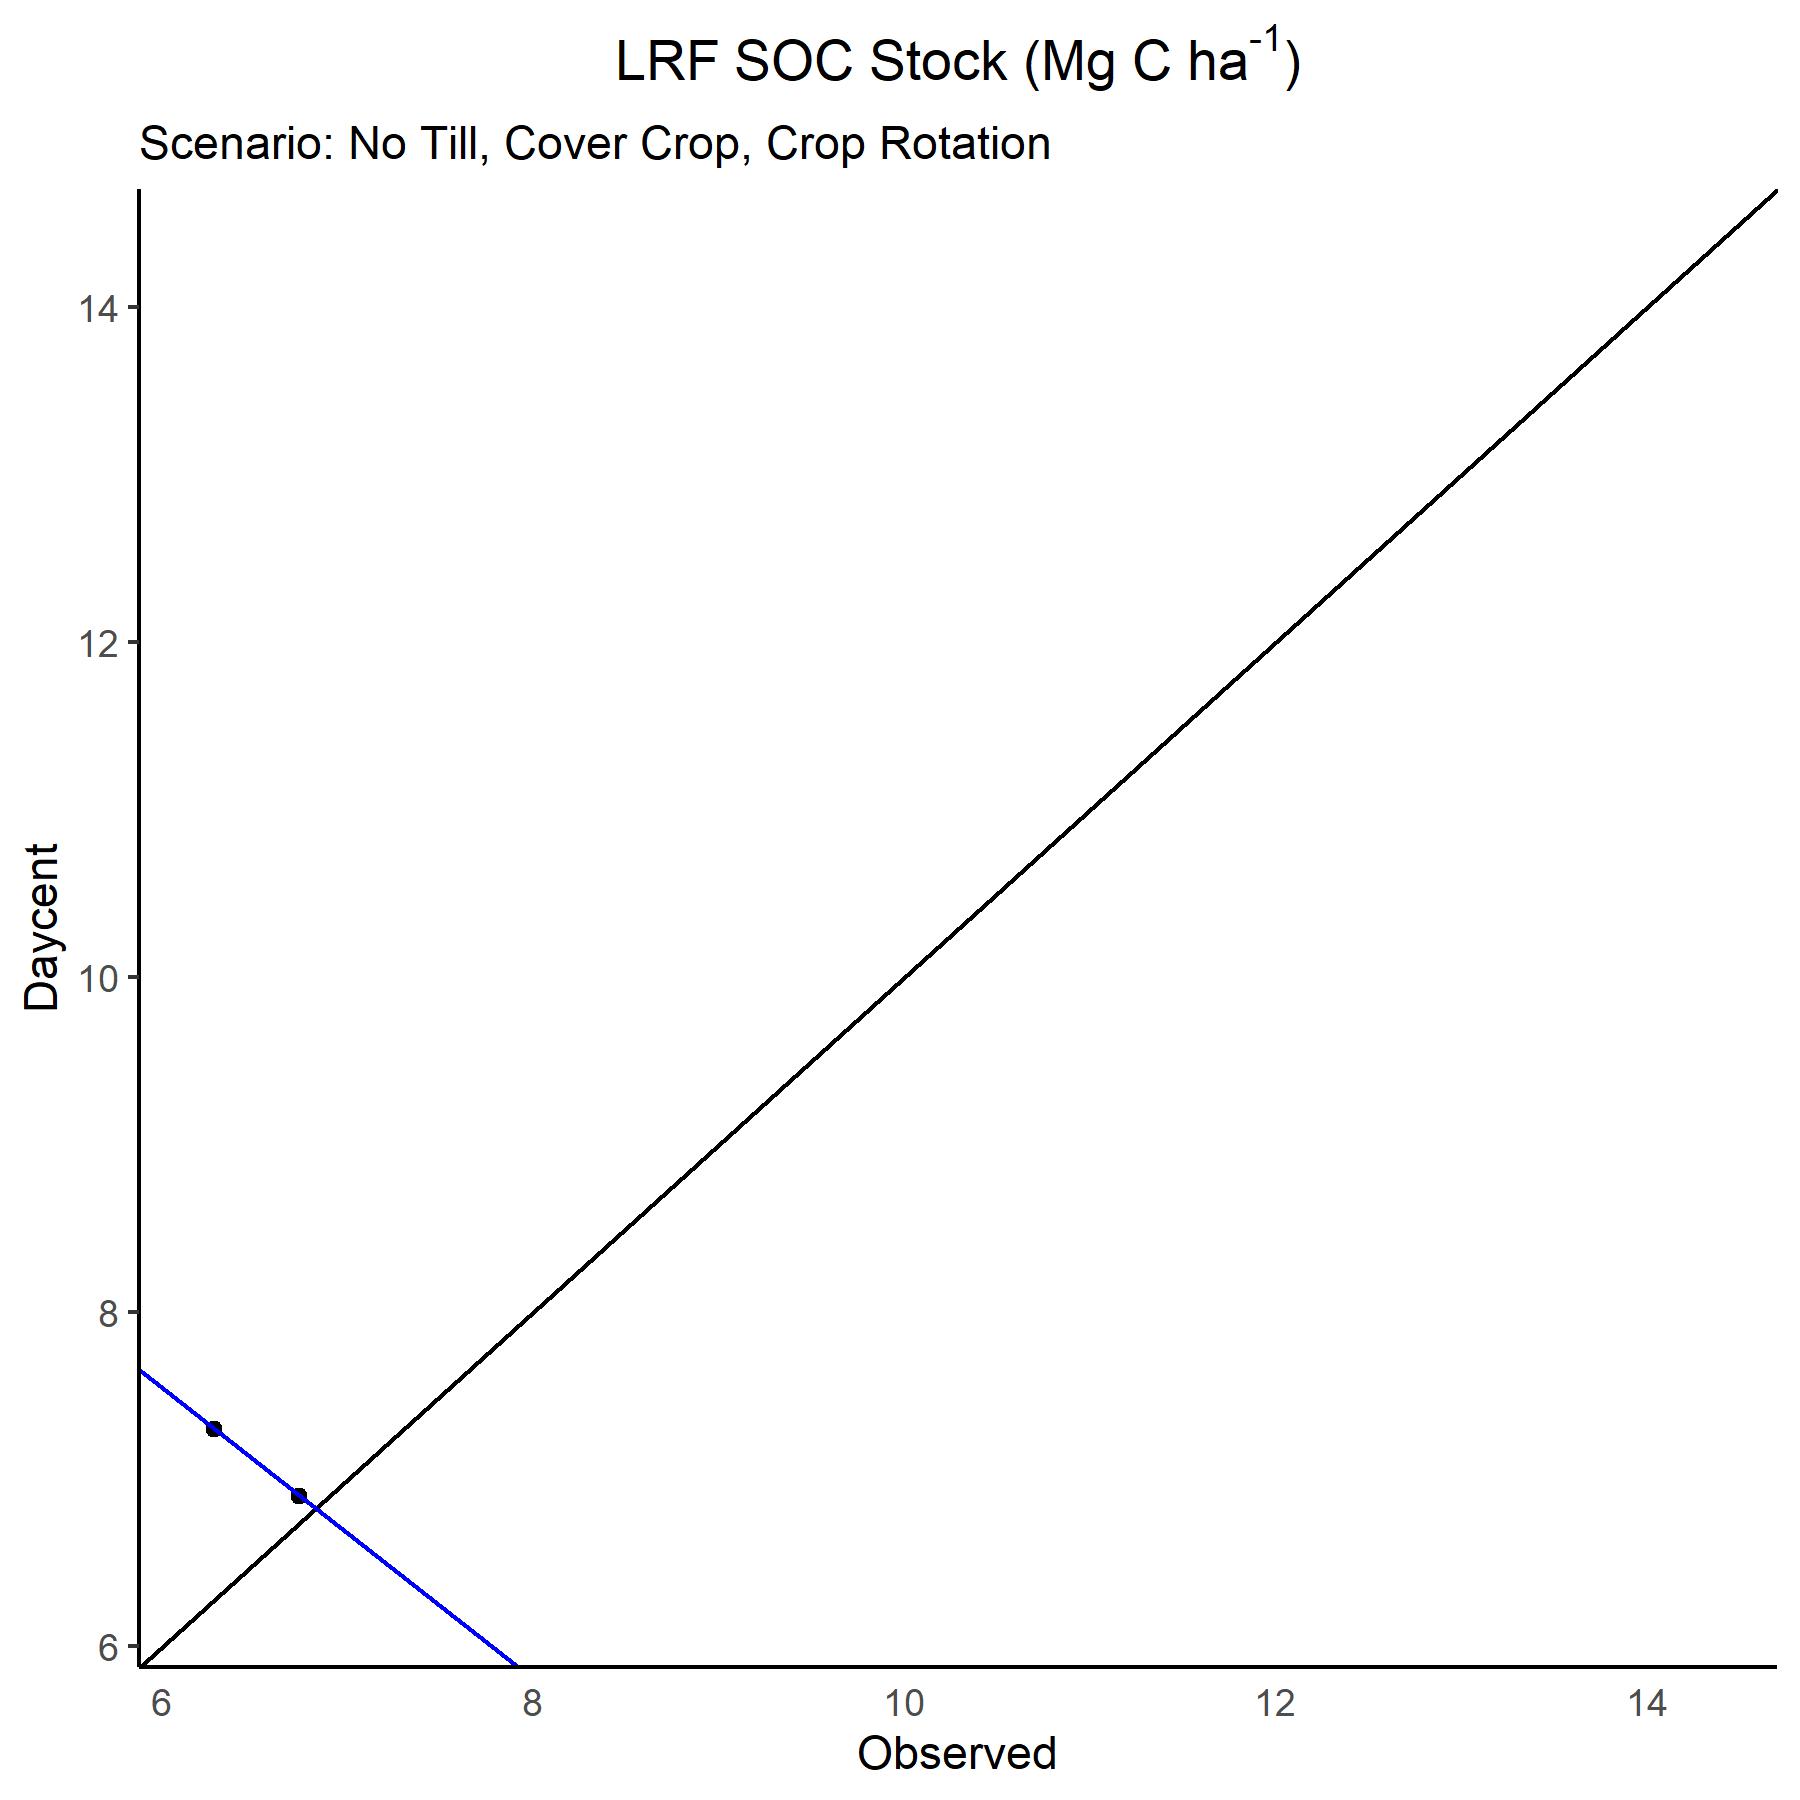 LRF SOC Stock (Mg C ha⁻¹)
Scenario: No Till, Cover Crop, Crop Rotation
14
12
10
8
6
Daycent
6 8 10 12 14
Observed